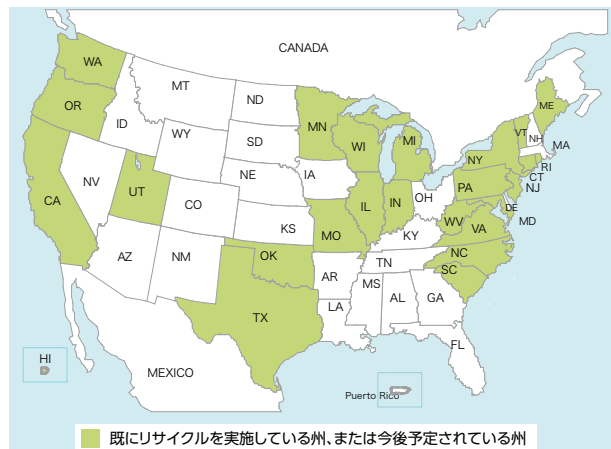 CANADA
WA
MT
ND
MN
ME
OR
ID
SD
WI
MI
VT
NH
MA
WY
NY
RI
CT
NE
IA
PA
NJ
NV
UT
IL
IN
OH
DE
CA
CO
WV
VA
MD
KS
MO
KY
AZ
NM
OK
TN
NC
AR
SC
MS
AL
GA
LA
TX
FL
HI
MEXICO
Puerto Rico
既にリサイクルを実施している州、または今後予定されている州